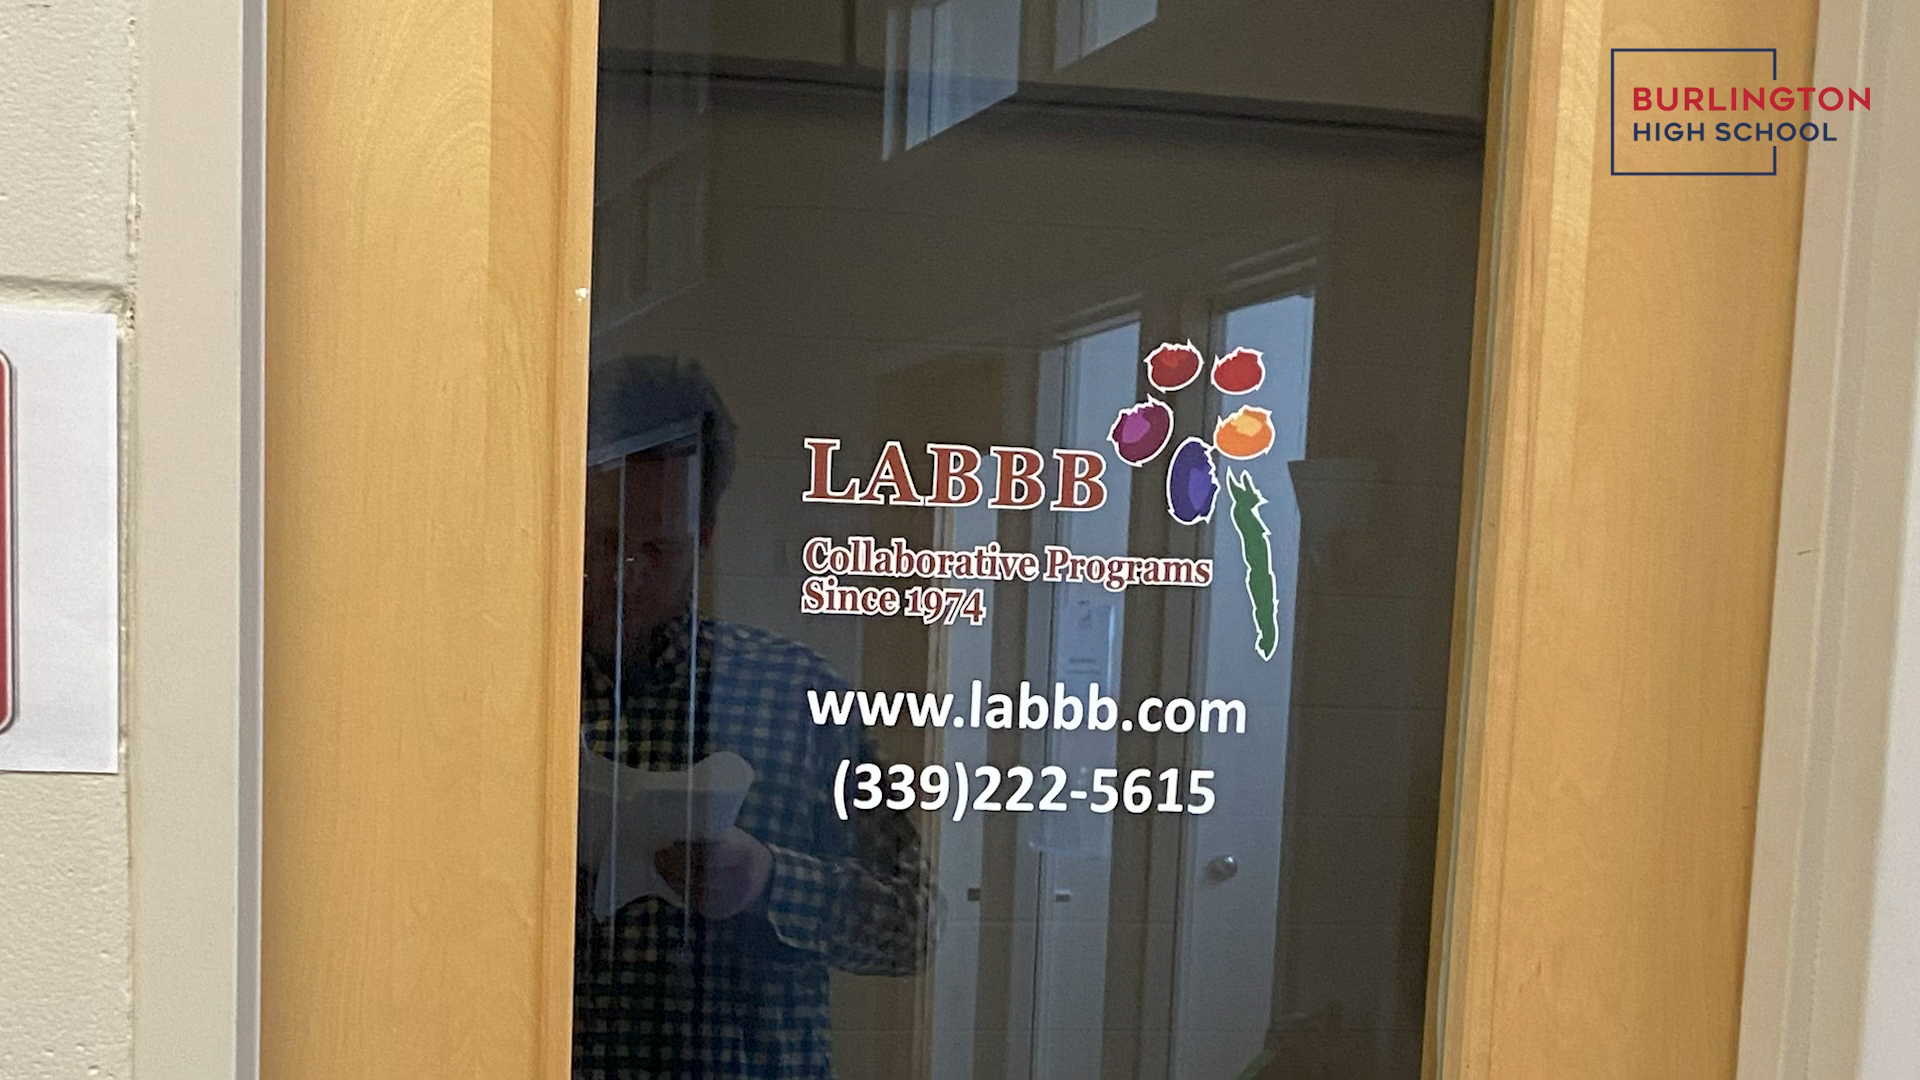 BURLINGTON
HIGH SCHOOL
LABBB
Collaborative Programs
Since 1974
www.labbb.com
(339)222-5615